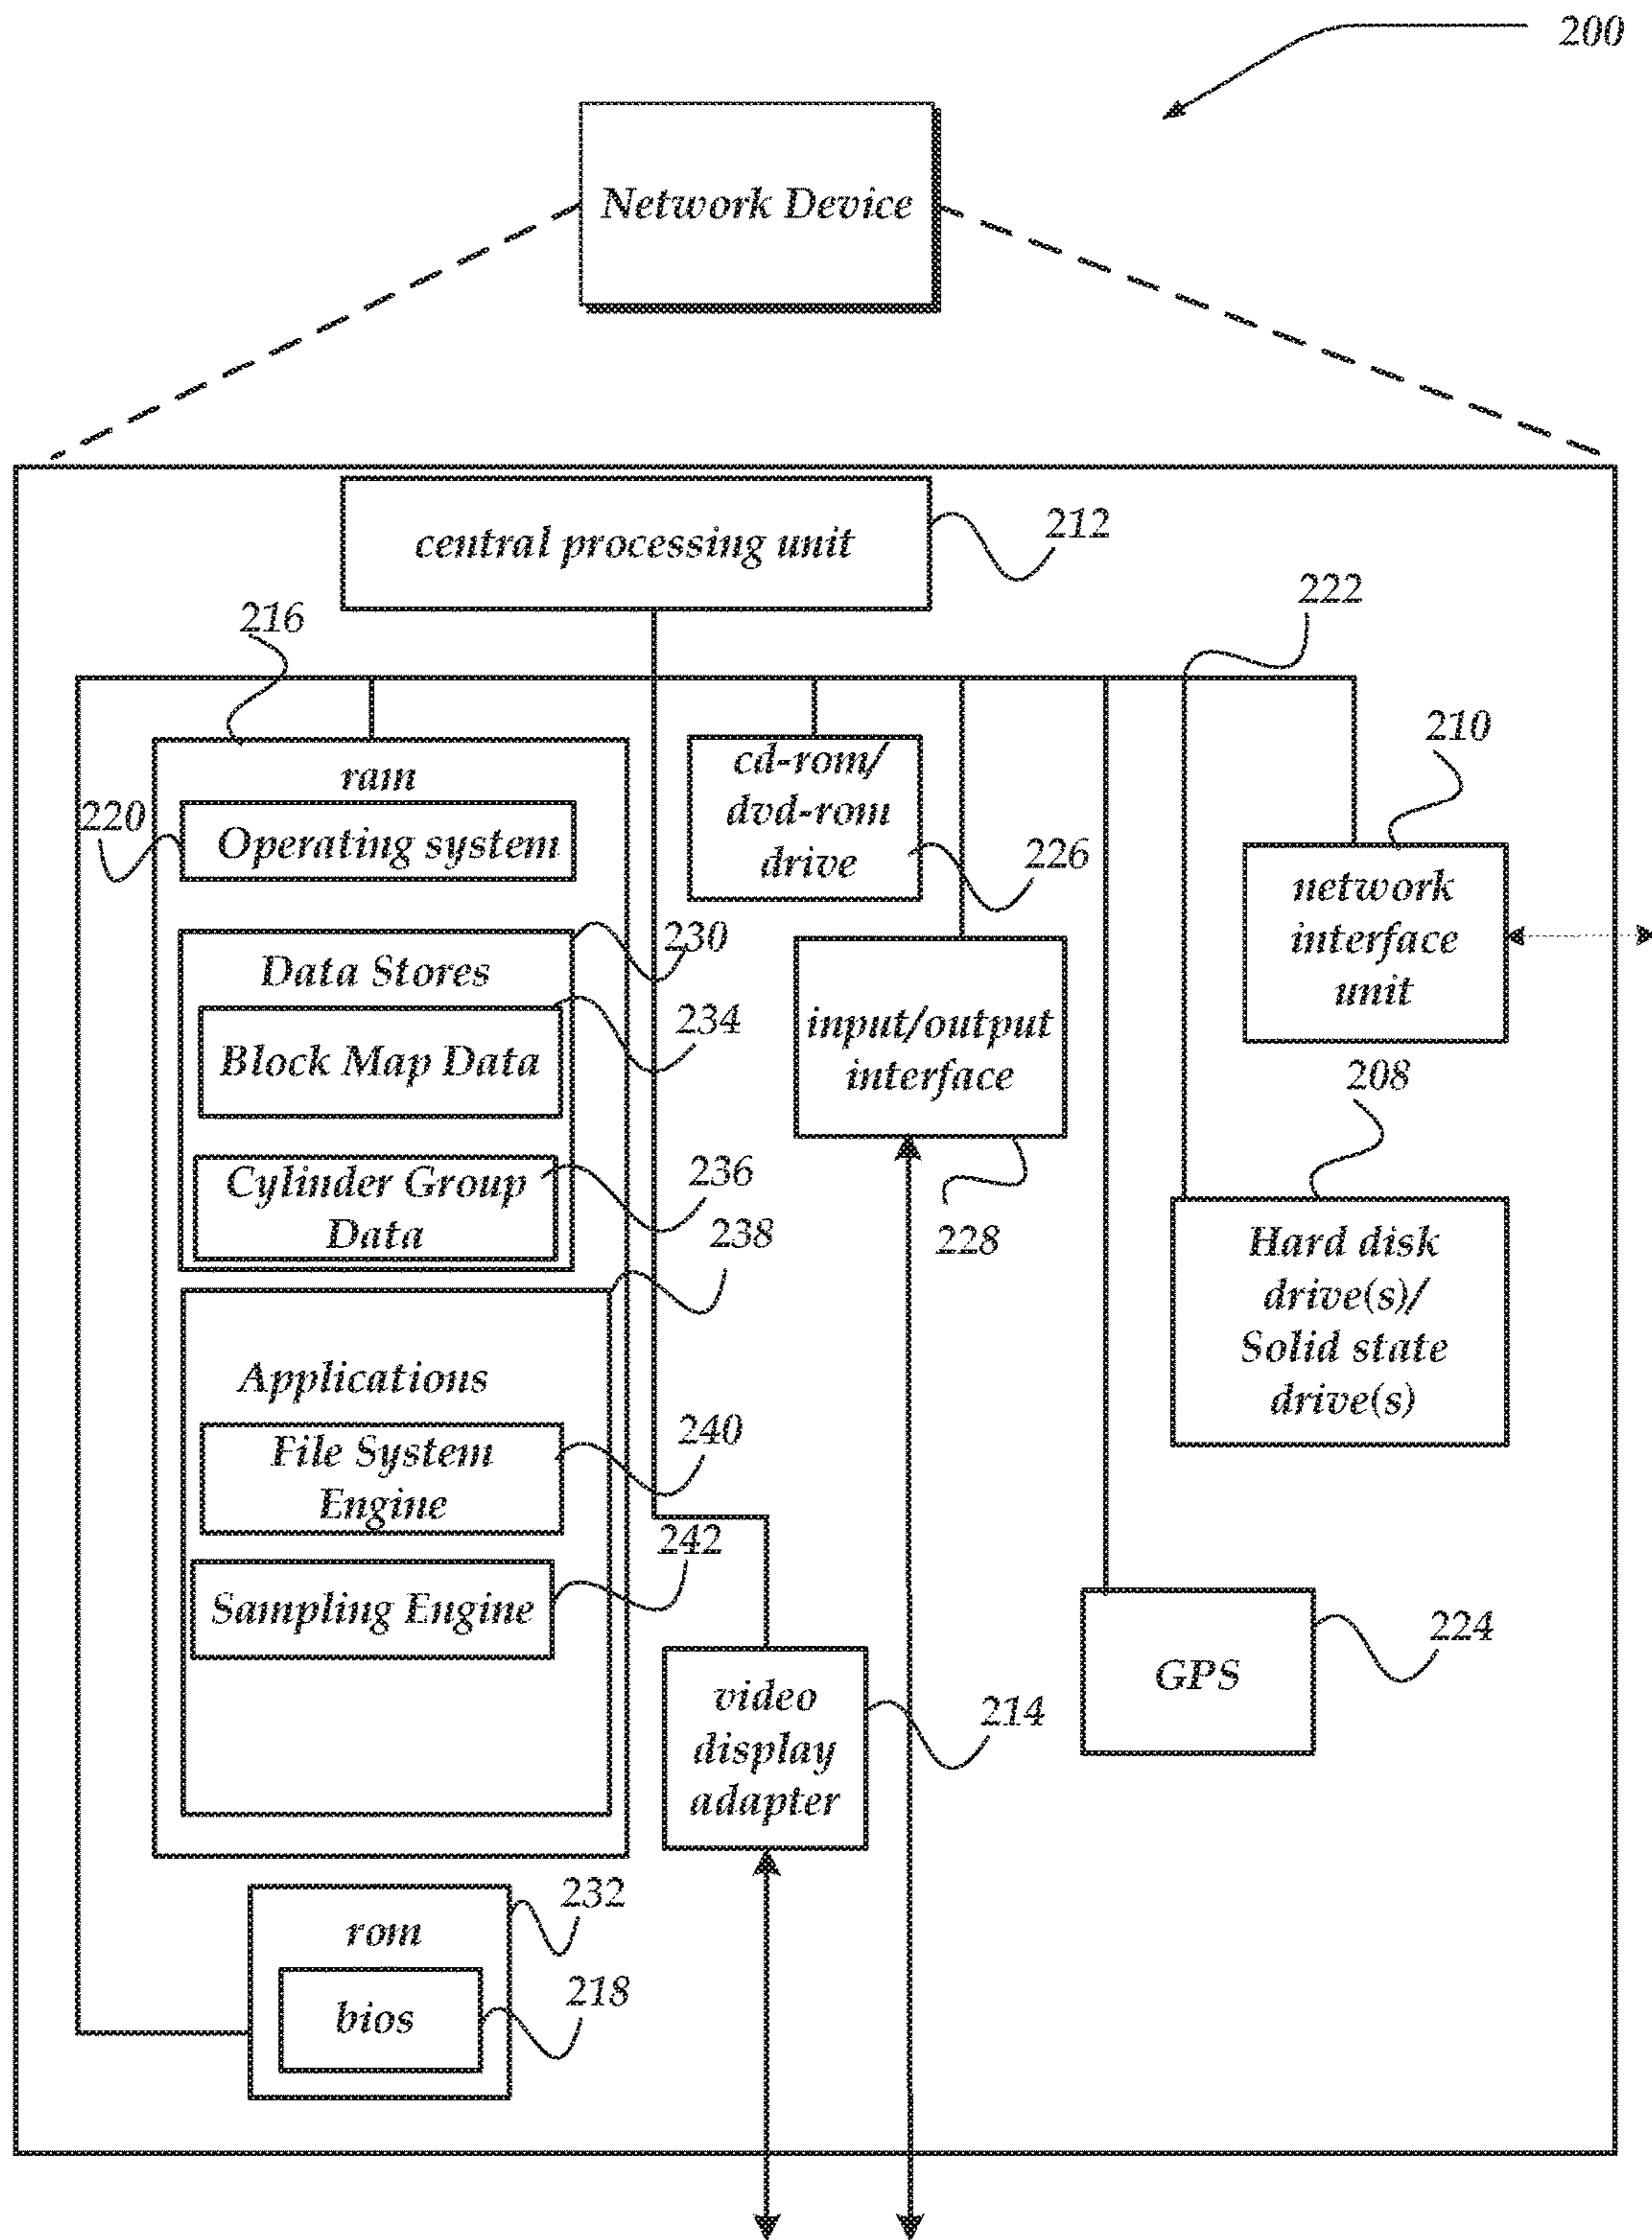 200
Network Device
central processing unit
212
222
216
210
ram
220
Operating system
cd-rom/
dvd-rom
drive
226
network
interface
unit
230
Data Stores
234
Block Map Data
input/output
interface
208
236
Cylinder Group
Data
238
228
Hard disk
drive(s)/
Solid state
drive(s)
Applications
240
File System
Engine
242
Sampling Engine
224
GPS
video
display
adapter
214
232
rom
218
bios